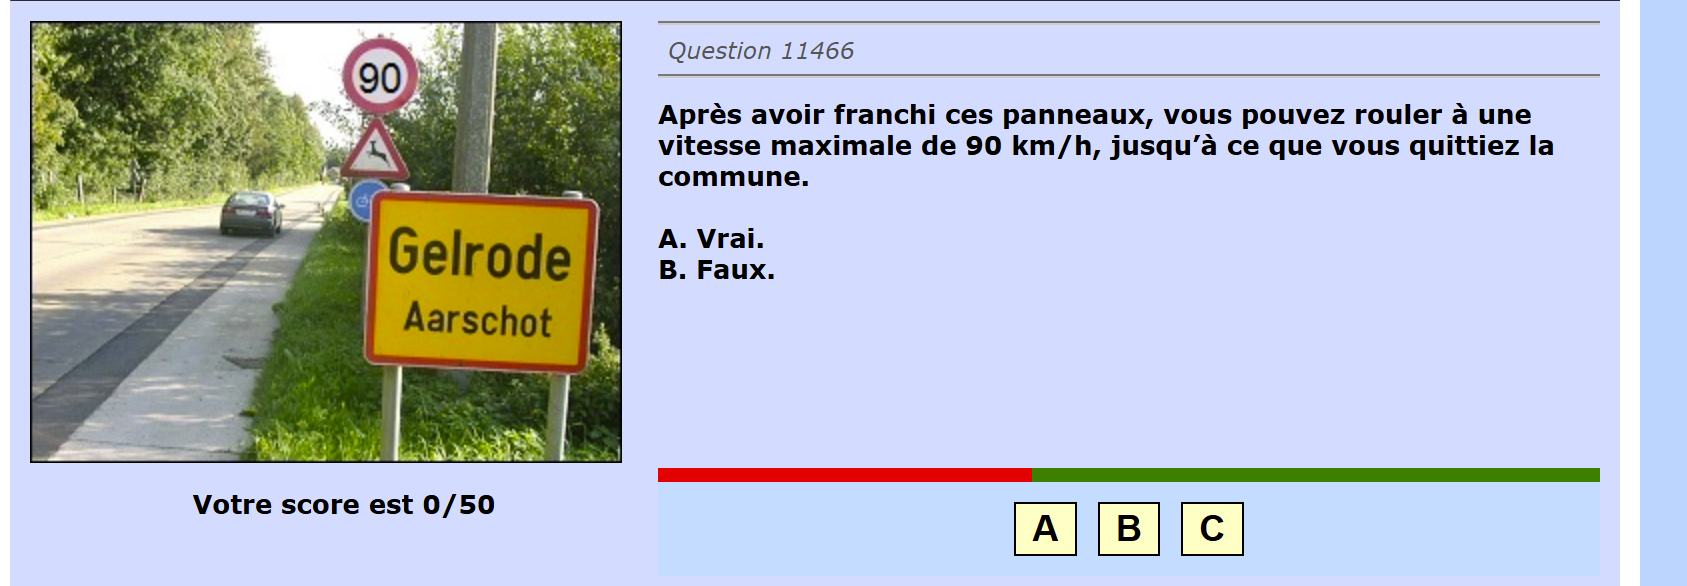 90
Gelrode
Aarschot
Votre score est 0/50
Question 11466
Après avoir franchi ces panneaux, vous pouvez rouler à une
vitesse maximale de 90 km/h, jusqu’à ce que vous quittiez la
commune.
A. Vrai.
B. Faux.
A B C